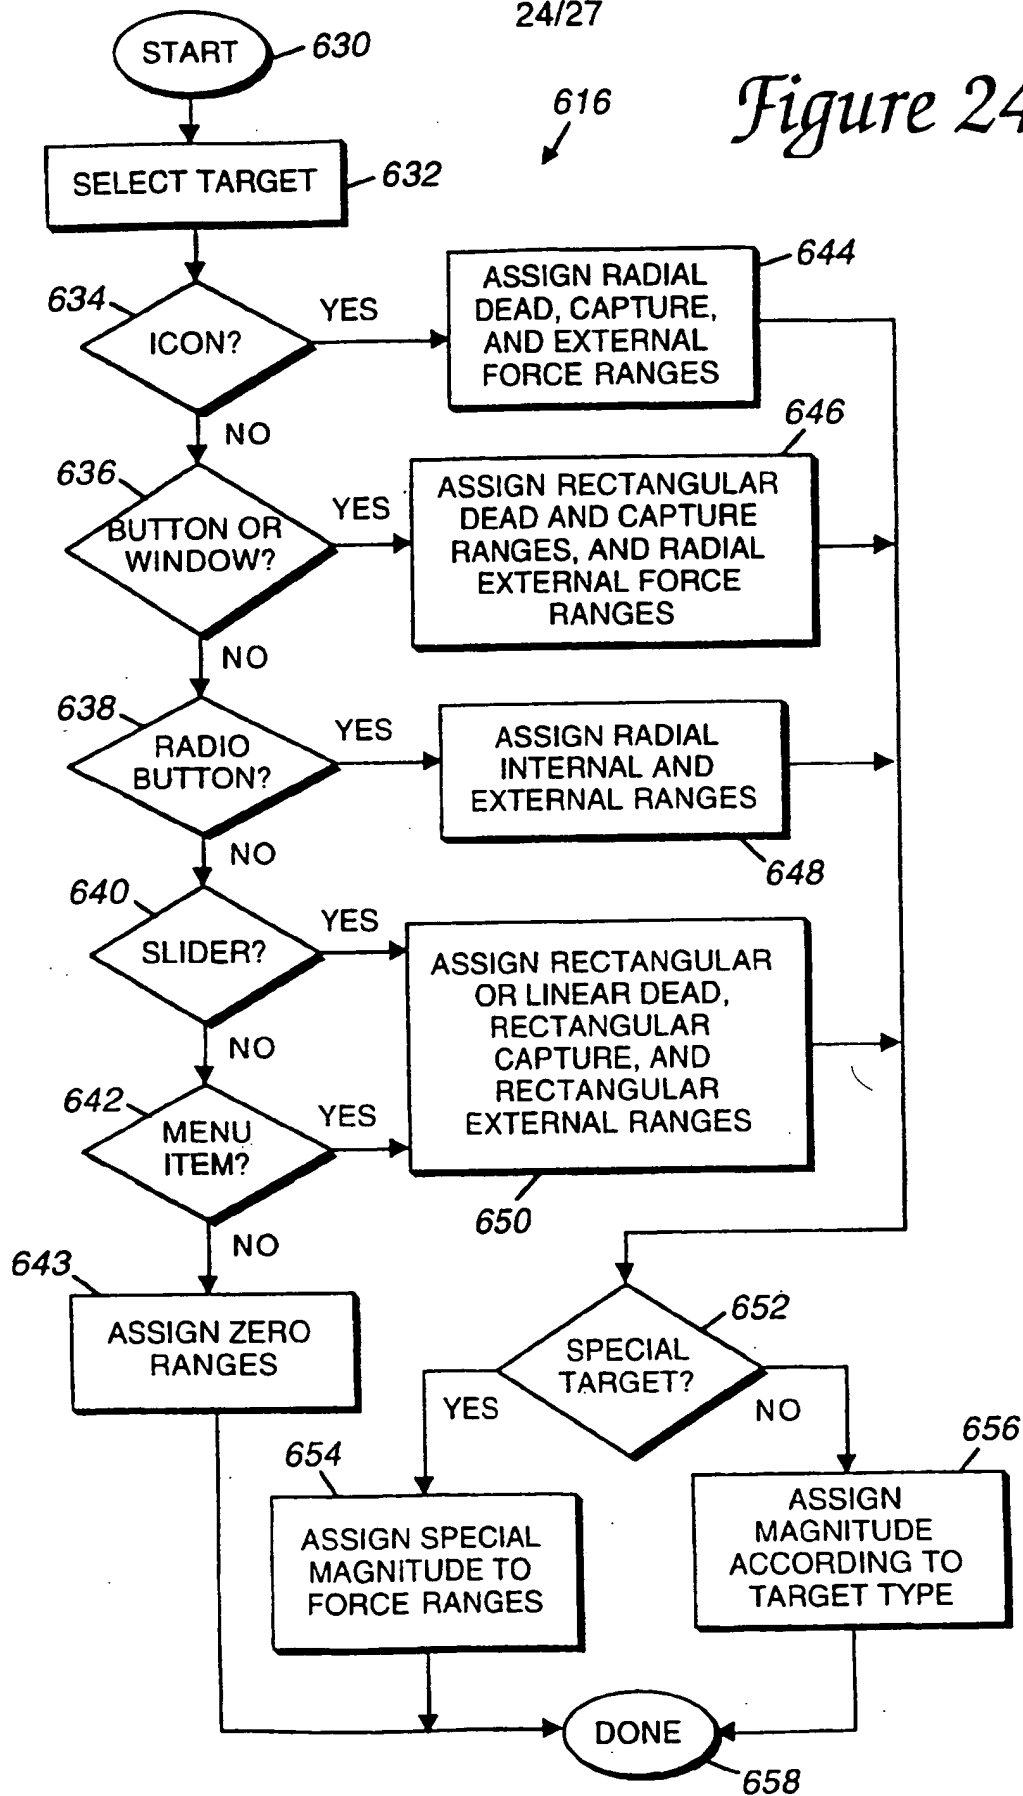 24/27
Figure 24
616
START
630
SELECT TARGET
632
634
ICON?
YES
NO
ASSIGN RADIAL
DEAD, CAPTURE,
AND EXTERNAL
FORCE RANGES
644
636
BUTTON OR
WINDOW?
YES
NO
ASSIGN RECTANGULAR
DEAD AND CAPTURE
RANGES, AND RADIAL
EXTERNAL FORCE
RANGES
646
638
RADIO
BUTTON?
YES
NO
ASSIGN RADIAL
INTERNAL AND
EXTERNAL RANGES
648
640
SLIDER?
YES
NO
ASSIGN RECTANGULAR
OR LINEAR DEAD,
RECTANGULAR
CAPTURE, AND
RECTANGULAR
EXTERNAL RANGES
650
642
MENU
ITEM?
YES
NO
643
ASSIGN ZERO
RANGES
652
SPECIAL
TARGET?
YES
NO
654
ASSIGN SPECIAL
MAGNITUDE TO
FORCE RANGES
656
ASSIGN
MAGNITUDE
ACCORDING TO
TARGET TYPE
DONE
658